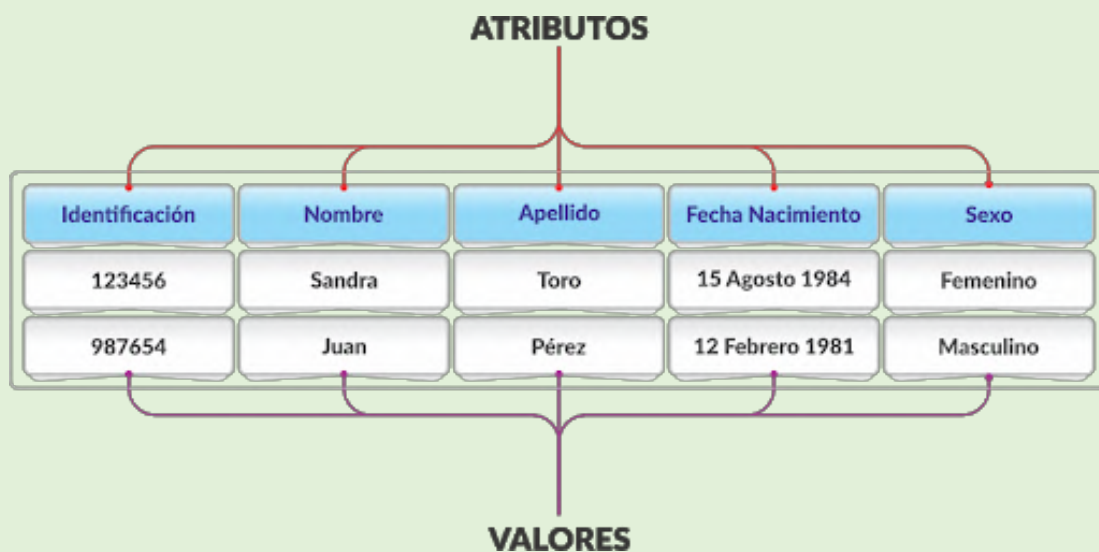 ATRIBUTOS
Identificación Nombre Apellido Fecha Nacimiento Sexo
123456 Sandra Toro 15 Agosto 1984 Femenino
987654 Juan Pérez 12 Febrero 1981 Masculino
VALORES